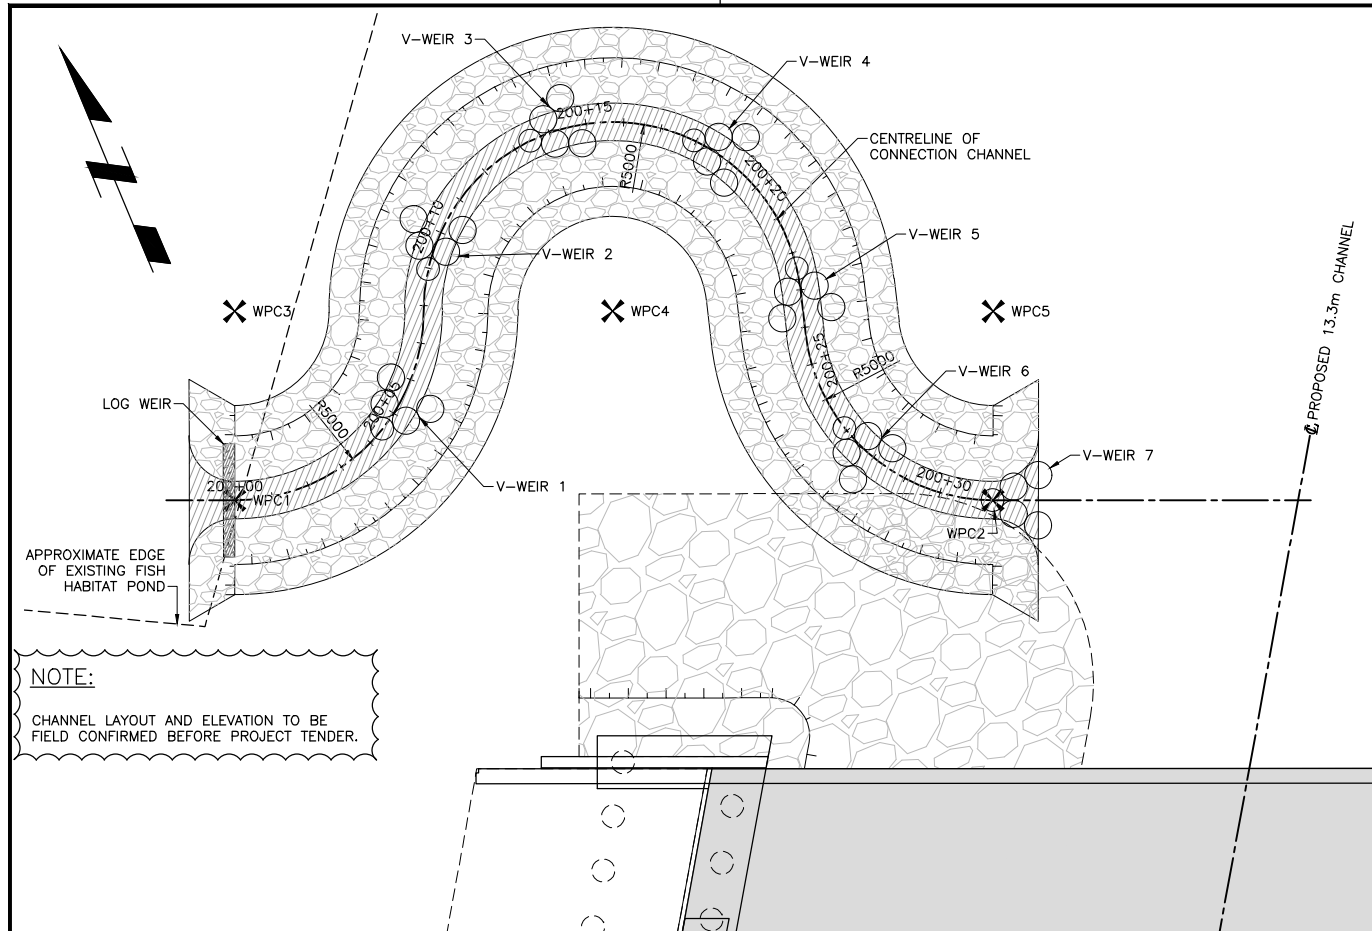 V-WEIR 3
V-WEIR 4
200+15
CENTRELINE OF
CONNECTION CHANNEL
R5000
200+20
200+10
V-WEIR 2
V-WEIR 5
WPC3
WPC4
WPC5
℄ PROPOSED 13.3m CHANNEL
200+25
R5000
V-WEIR 6
LOG WEIR
R5000
200+05
V-WEIR 1
V-WEIR 7
200+00
WPC1
200+30
WPC2
APPROXIMATE EDGE
OF EXISTING FISH
HABITAT POND
NOTE:
CHANNEL LAYOUT AND ELEVATION TO BE
FIELD CONFIRMED BEFORE PROJECT TENDER.